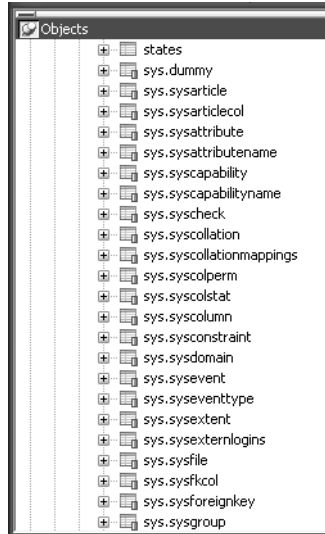 Objects
states
sys.dummy
sys.sysarticle
sys.sysarticlecol
sys.sysattribute
sys.sysattributename
sys.syscapability
sys.syscapabilityname
sys.syscheck
sys.syscollation
sys.syscollationmappings
sys.syscolperm
sys.syscolstat
sys.syscolumn
sys.sysconstraint
sys.sysdomain
sys.sysevent
sys.syseventtype
sys.sysextent
sys.sysexternlogins
sys.sysfile
sys.sysfkcol
sys.sysforeignkey
sys.sysgroup